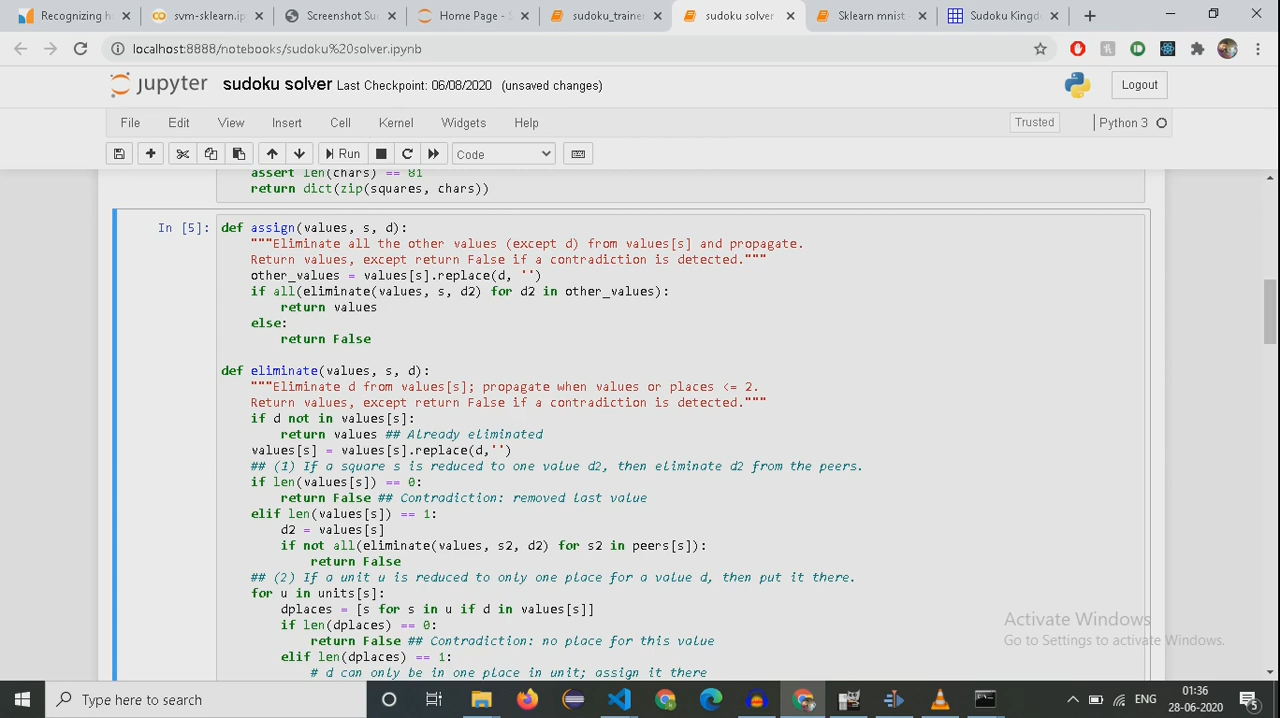 Recognizing h
svm-sklearn.ip
Screenshot Su
Home Page - S
sudoku_traine
sudoku solver
Sklearn mnist
Sudoku Kingd
localhost:8888/notebooks/sudoku%20solver.ipynb
jupyter sudoku solver Last Checkpoint: 06/08/2020 (unsaved changes)
Logout
File Edit View Insert Cell Kernel Widgets Help
Trusted
Python 3
Run
Code
assert len(chars) == 81
return dict(zip(squares, chars))
In [5]: def assign(values, s, d):
"""Eliminate all the other values (except d) from values[s] and propagate.
Return values, except return False if a contradiction is detected."""
other_values = values[s].replace(d, '')
if all(eliminate(values, s, d2) for d2 in other_values):
return values
else:
return False
def eliminate(values, s, d):
"""Eliminate d from values[s]; propagate when values or places <= 2.
Return values, except return False if a contradiction is detected."""
if d not in values[s]:
return values ## Already eliminated
values[s] = values[s].replace(d,'')
## (1) If a square s is reduced to one value d2, then eliminate d2 from the peers.
if len(values[s]) == 0:
return False ## Contradiction: removed last value
elif len(values[s]) == 1:
d2 = values[s]
if not all(eliminate(values, s2, d2) for s2 in peers[s]):
return False
## (2) If a unit u is reduced to only one place for a value d, then put it there.
for u in units[s]:
dplaces = [s for s in u if d in values[s]]
if len(dplaces) == 0:
return False ## Contradiction: no place for this value
elif len(dplaces) == 1:
# d can only be in one place in unit; assign it there
Activate Windows
Go to Settings to activate Windows.
Type here to search
ENG
01:36
28-06-2020
5